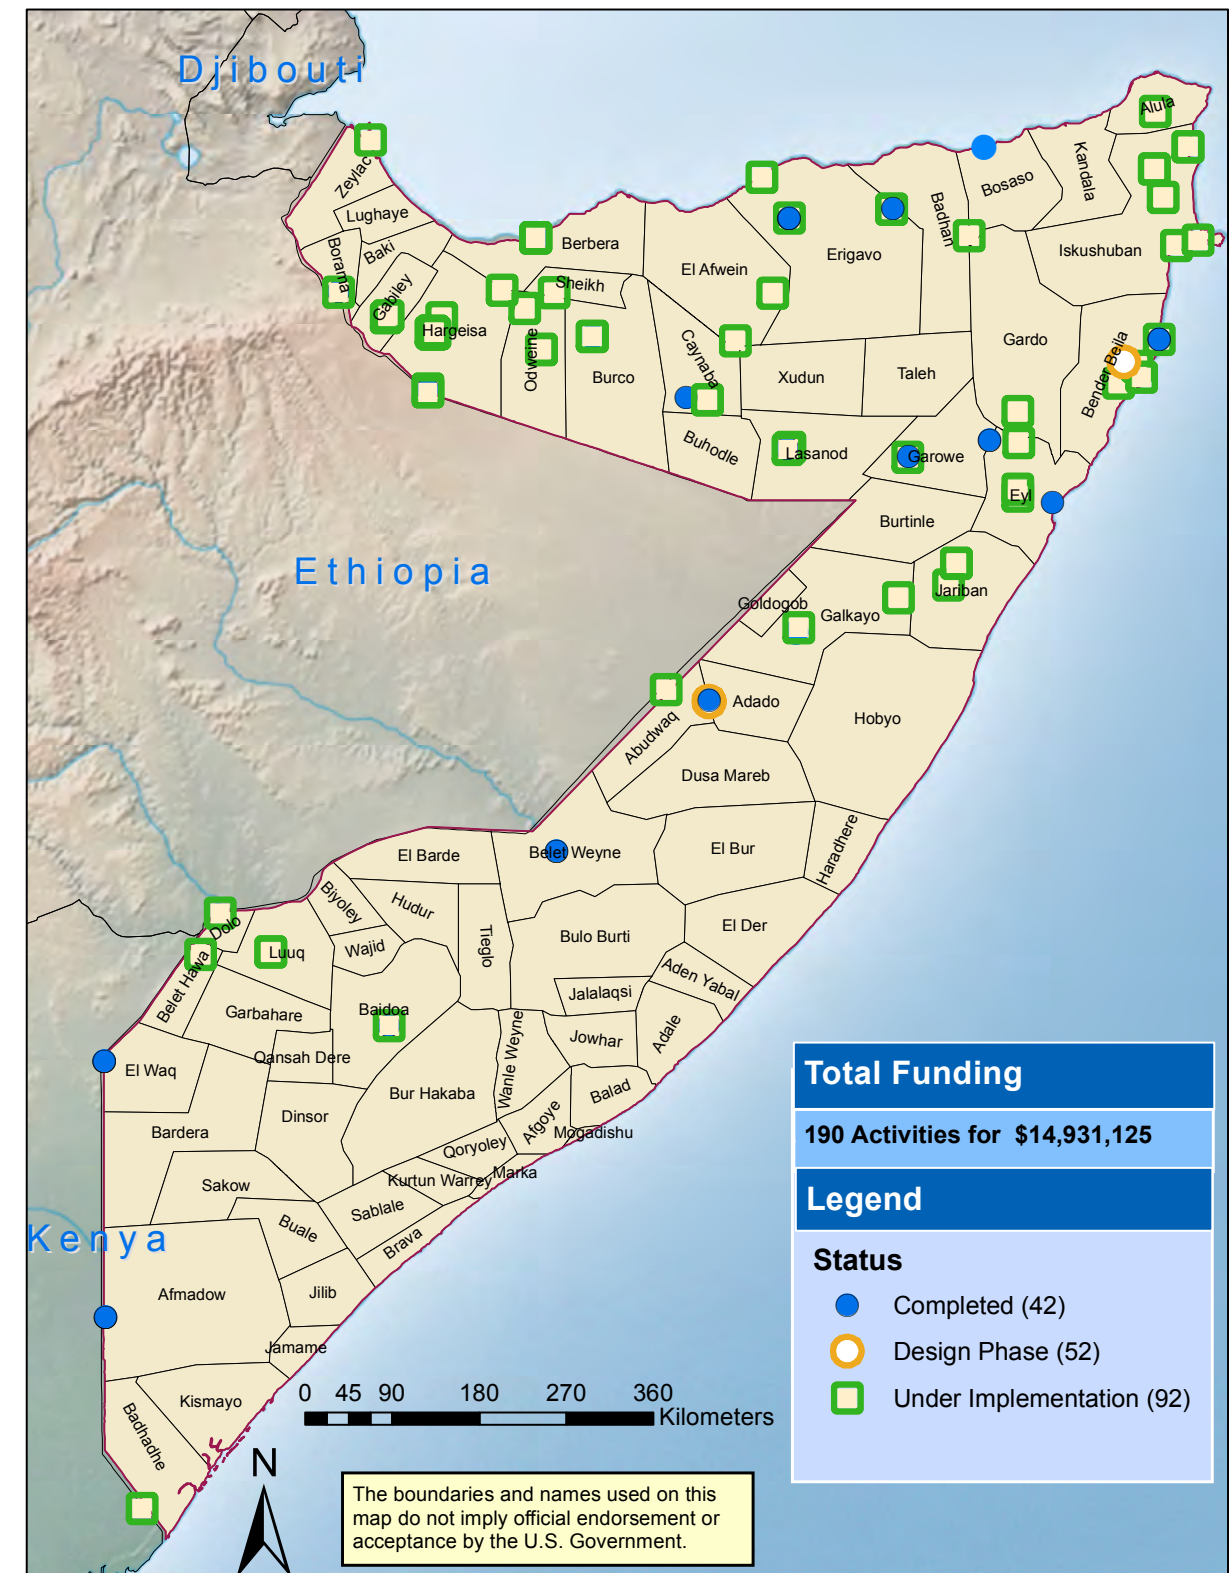 Djibouti
Alula
Zeylac
Kandala
Bosaso
Lughaye
Badhan
Borama
Baki
Berbera
Erigavo
Iskushuban
El Afwein
Sheikh
Gabiley
Hargeisa
Gardo
Odweine
Caynaba
Bender Beila
Burco
Xudun
Taleh
Buhodle
Lasanod
Garowe
Eyl
Burtinle
Ethiopia
Jariban
Goldogob
Galkayo
Adado
Hobyo
Abudwaq
Dusa Mareb
El Barde
Belet Weyne
El Bur
Haradhere
Biyoley
Hudur
Dolo
Tieglo
Bulo Burti
El Der
Luuq
Wajid
Belet Hawa
Aden Yabal
Jalalaqsi
Garbahare
Baidoa
Adale
Jowhar
Qansah Dere
Wanle Weyne
El Waq
Bur Hakaba
Balad
Total Funding
190 Activities for $14,931,125
Dinsor
Afgoye
Bardera
Mogadishu
Qoryoley
Marka
Sakow
Kurtun Warrey
Sablale
Legend
Buale
Brava
Kenya
Status
Afmadow
Jilib
Completed (42)
Jamame
Design Phase (52)
Kismayo
Under Implementation (92)
0 45 90 180 270 360
Kilometers
Badhadhe
N
The boundaries and names used on this
map do not imply official endorsement or
acceptance by the U.S. Government.